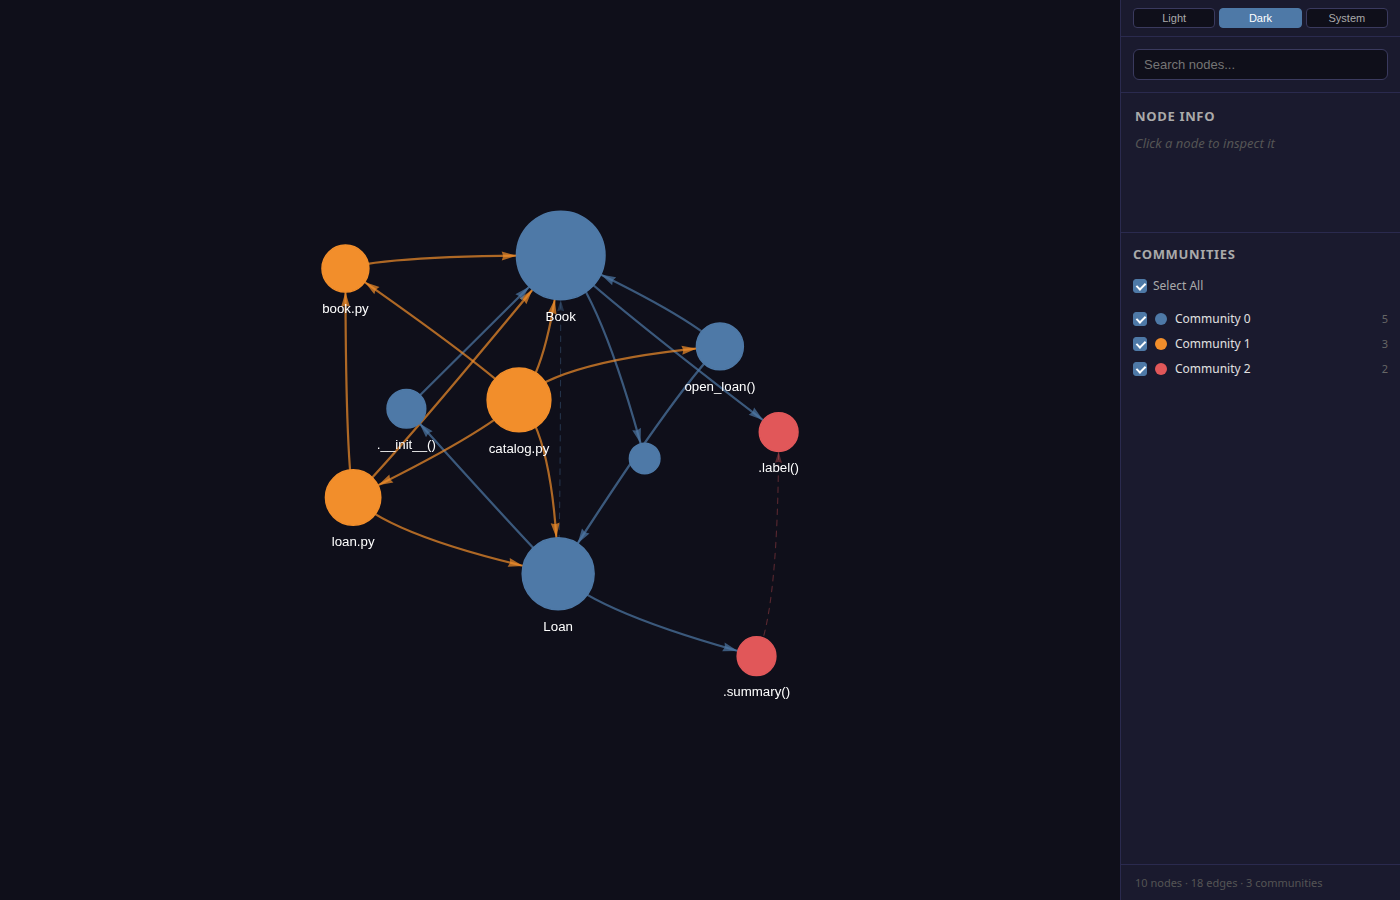 Light Dark System
Search nodes...
NODE INFO
Click a node to inspect it
COMMUNITIES
Select All
Community 0 5
Community 1 3
Community 2 2
10 nodes · 18 edges · 3 communities
book.py
Book
open_loan()
.__init__()
catalog.py
.label()
loan.py
Loan
.summary()